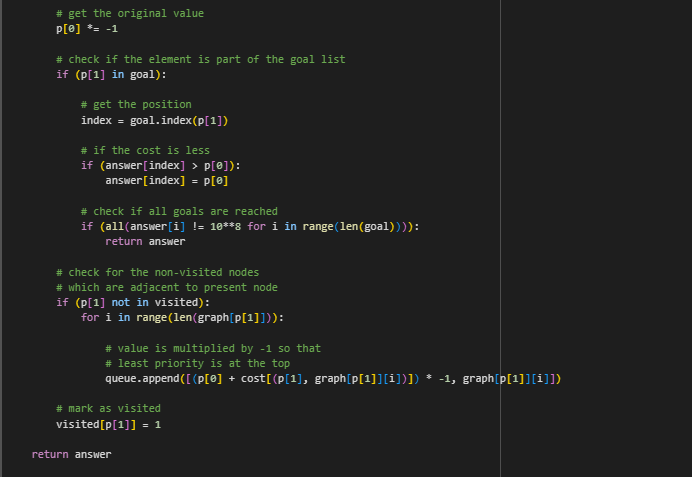 # get the original value
p[0] *= -1
# check if the element is part of the goal list
if (p[1] in goal):
# get the position
index = goal.index(p[1])
# if the cost is less
if (answer[index] > p[0]):
answer[index] = p[0]
# check if all goals are reached
if (all(answer[i] != 10**8 for i in range(len(goal)))):
return answer
# check for the non-visited nodes
# which are adjacent to present node
if (p[1] not in visited):
for i in range(len(graph[p[1]])):
# value is multiplied by -1 so that
# least priority is at the top
queue.append([(p[0] + cost[(p[1], graph[p[1]][i])]) * -1, graph[p[1]][i]])
# mark as visited
visited[p[1]] = 1
return answer